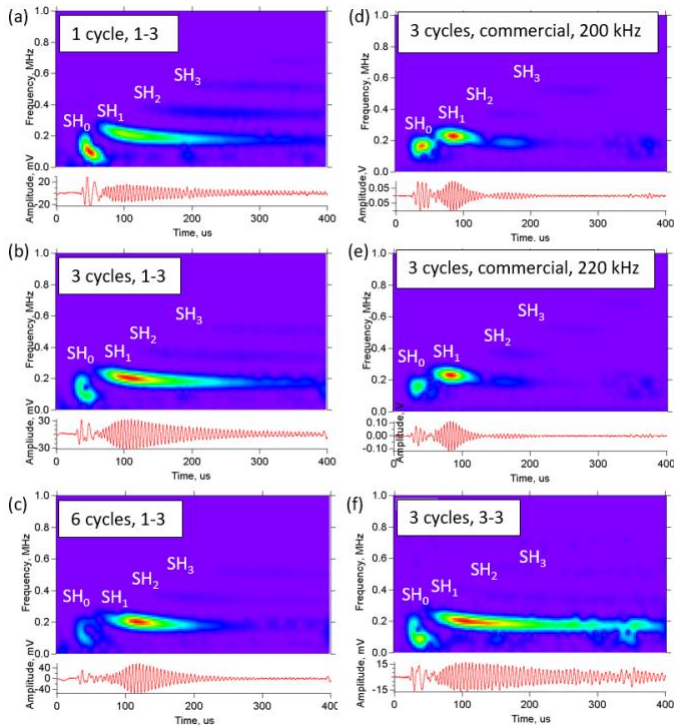 (a)
1 cycle, 1-3
SH0
SH1
SH2
SH3
Frequency, MHz
1.0
0.8
0.6
0.4
0.2
0.0
Amplitude, mV
20
-20
0 100 200 300 400
Time, us
(b)
3 cycles, 1-3
SH0
SH1
SH2
SH3
Frequency, MHz
1.0
0.8
0.6
0.4
0.2
0.0
Amplitude, mV
30
0
-30
0 100 200 300 400
Time, us
(c)
6 cycles, 1-3
SH0
SH1
SH2
SH3
Frequency, MHz
1.0
0.8
0.6
0.4
0.2
0.0
Amplitude, mV
40
0
-40
0 100 200 300 400
Time, us
(d)
3 cycles, commercial, 200 kHz
SH0
SH1
SH2
SH3
Frequency, MHz
1.0
0.8
0.6
0.4
0.2
0.0
Amplitude, V
0.05
-0.05
0 100 200 300 400
Time, us
(e)
3 cycles, commercial, 220 kHz
SH0
SH1
SH2
SH3
Frequency, MHz
1.0
0.8
0.6
0.4
0.2
0.0
Amplitude, V
0.10
0.00
-0.10
0 100 200 300 400
Time, us
(f)
3 cycles, 3-3
SH0
SH1
SH2
SH3
Frequency, MHz
1.0
0.8
0.6
0.4
0.2
0.0
Amplitude, mV
15
-15
0 100 200 300 400
Time, us